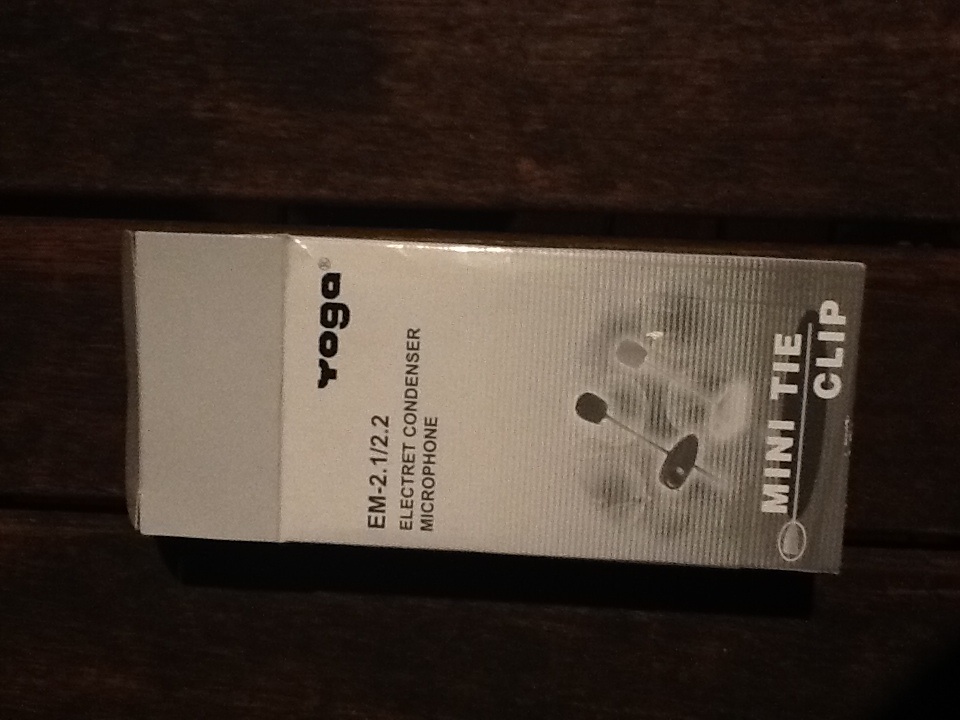 Yoga®
EM-2.1/2.2
ELECTRET CONDENSER
MICROPHONE
MINI TIE
CLIP